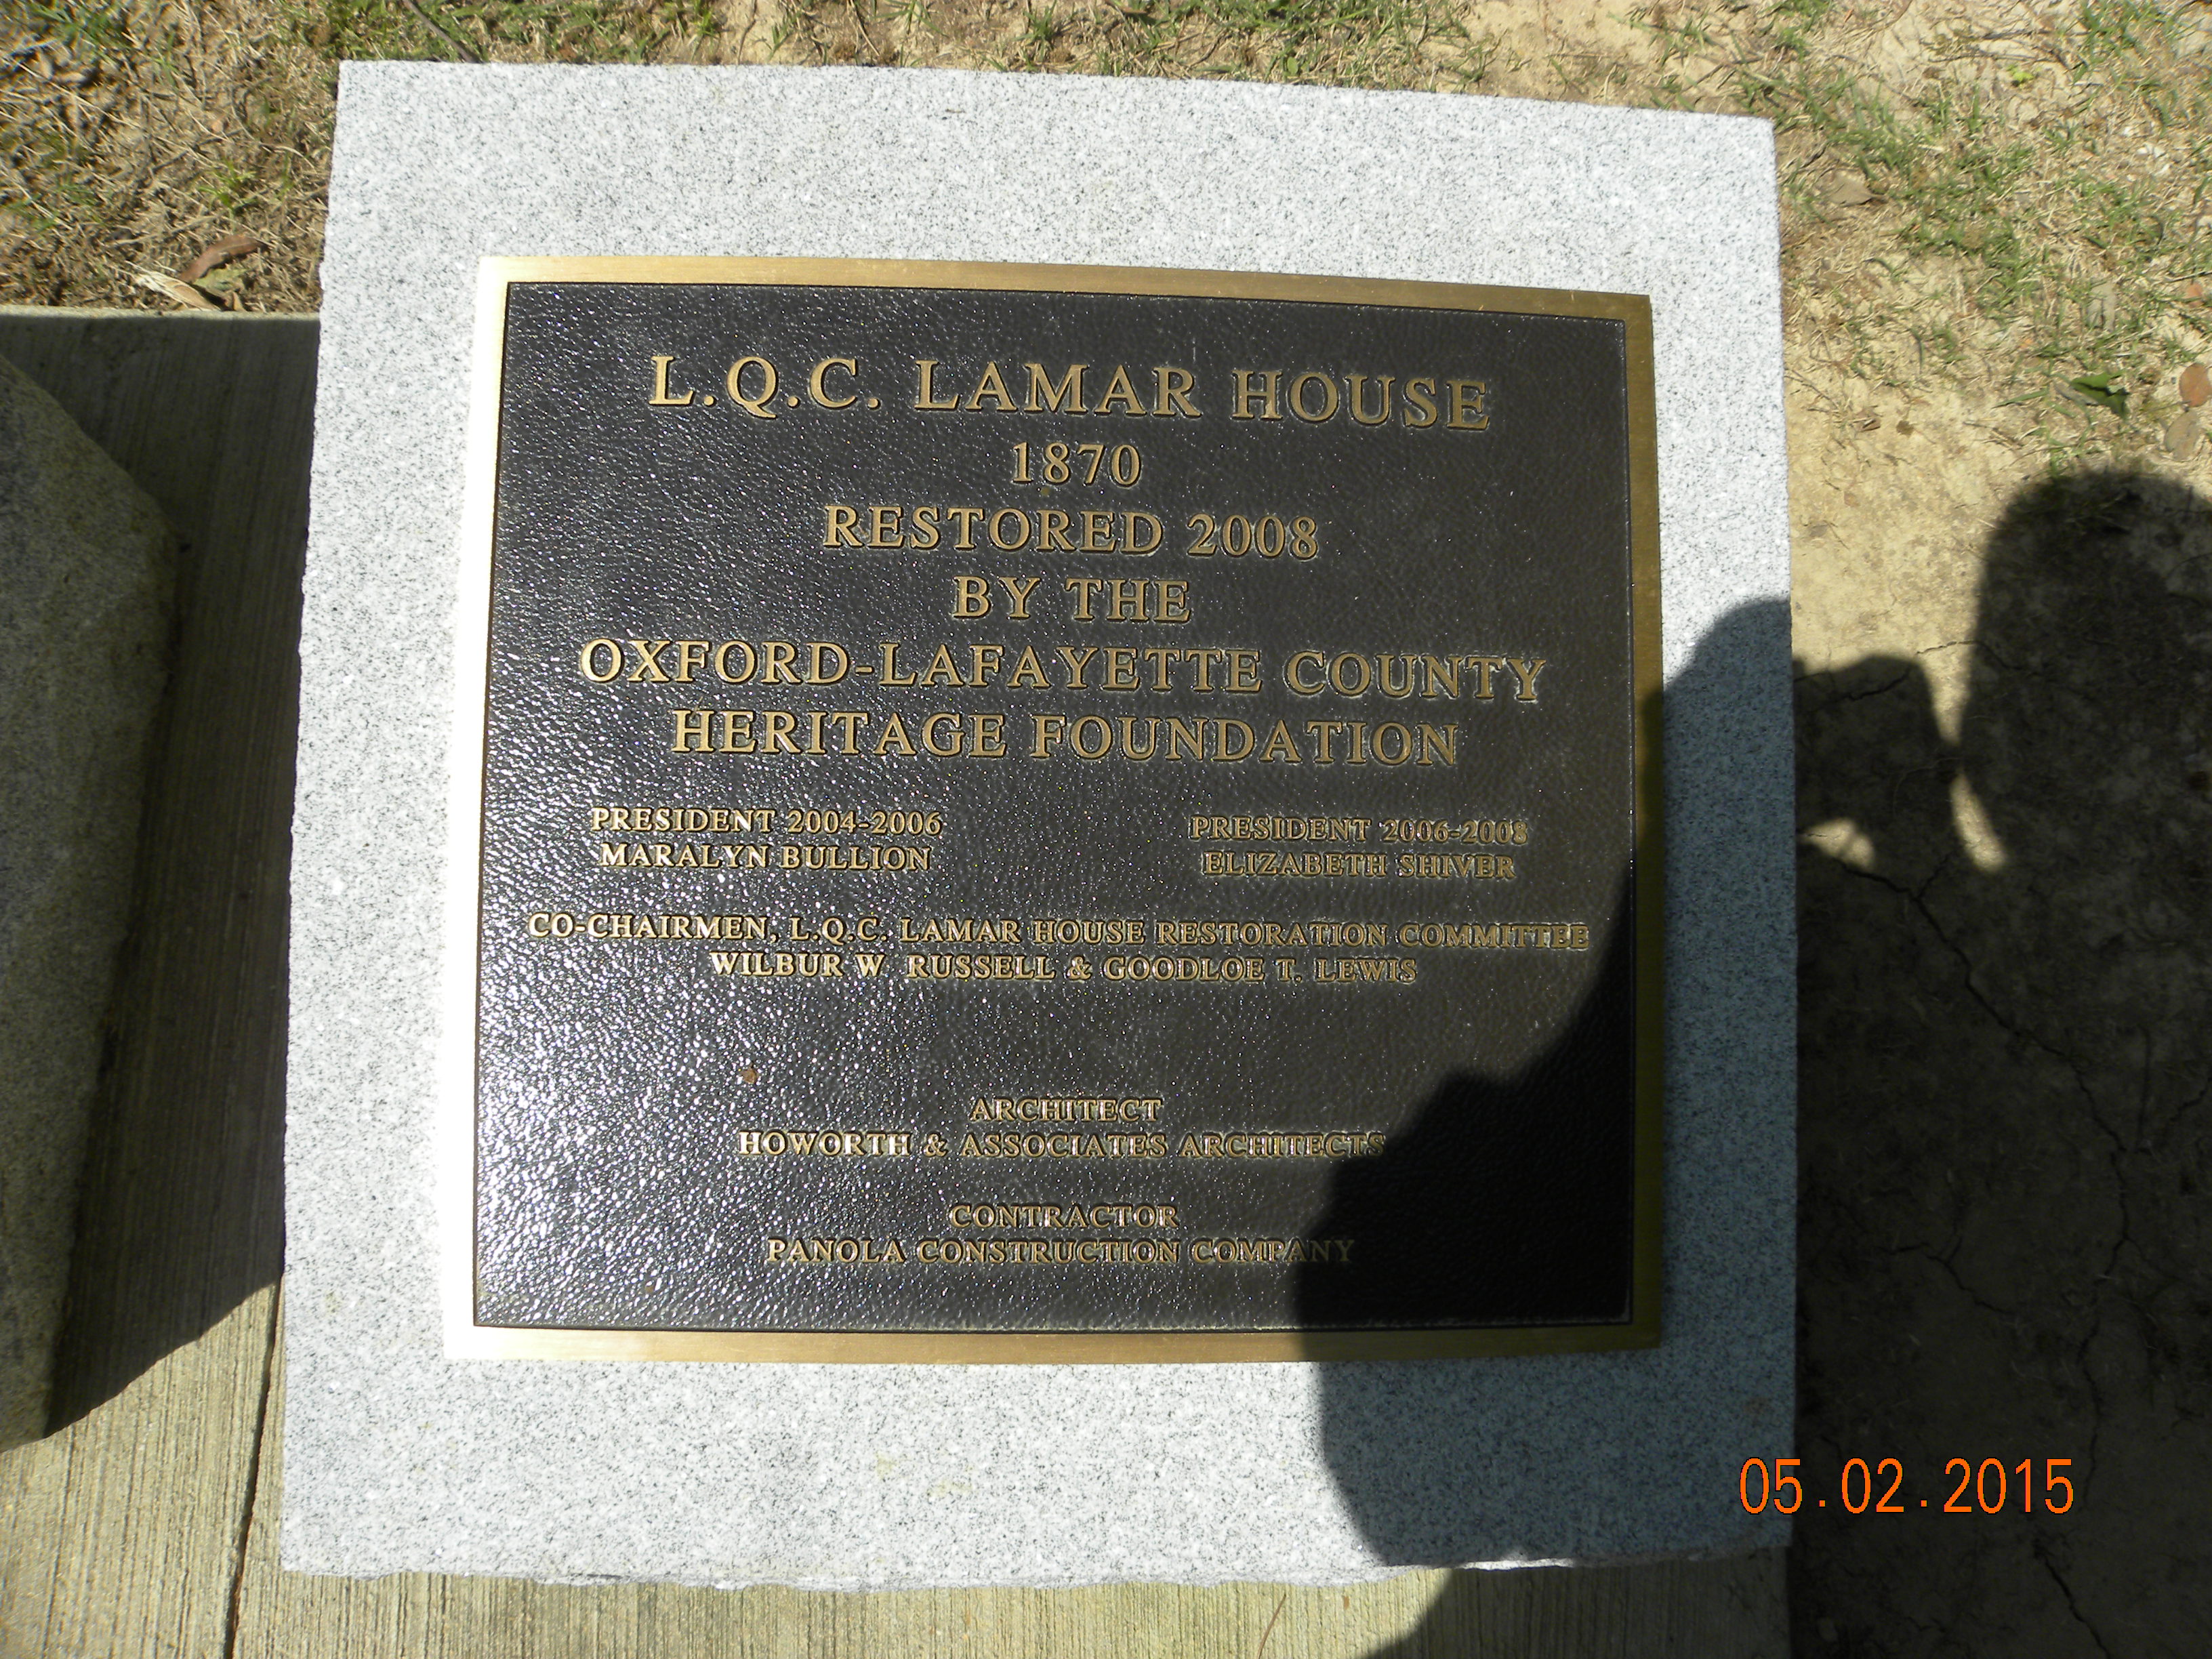 L.Q.C. LAMAR HOUSE
1870
RESTORED 2008
BY THE
OXFORD-LAFAYETTE COUNTY
HERITAGE FOUNDATION
PRESIDENT 2004-2006
MARALYN BULLION
PRESIDENT 2006-2008
ELIZABETH SHIVER
CO-CHAIRMEN, L.Q.C. LAMAR HOUSE RESTORATION COMMITTEE
WILBUR W RUSSELL & GOODLOE T. LEWIS
ARCHITECT
HOWORTH & ASSOCIATES ARCHITECTS
CONTRACTOR
PANOLA CONSTRUCTION COMPANY
05.02.2015